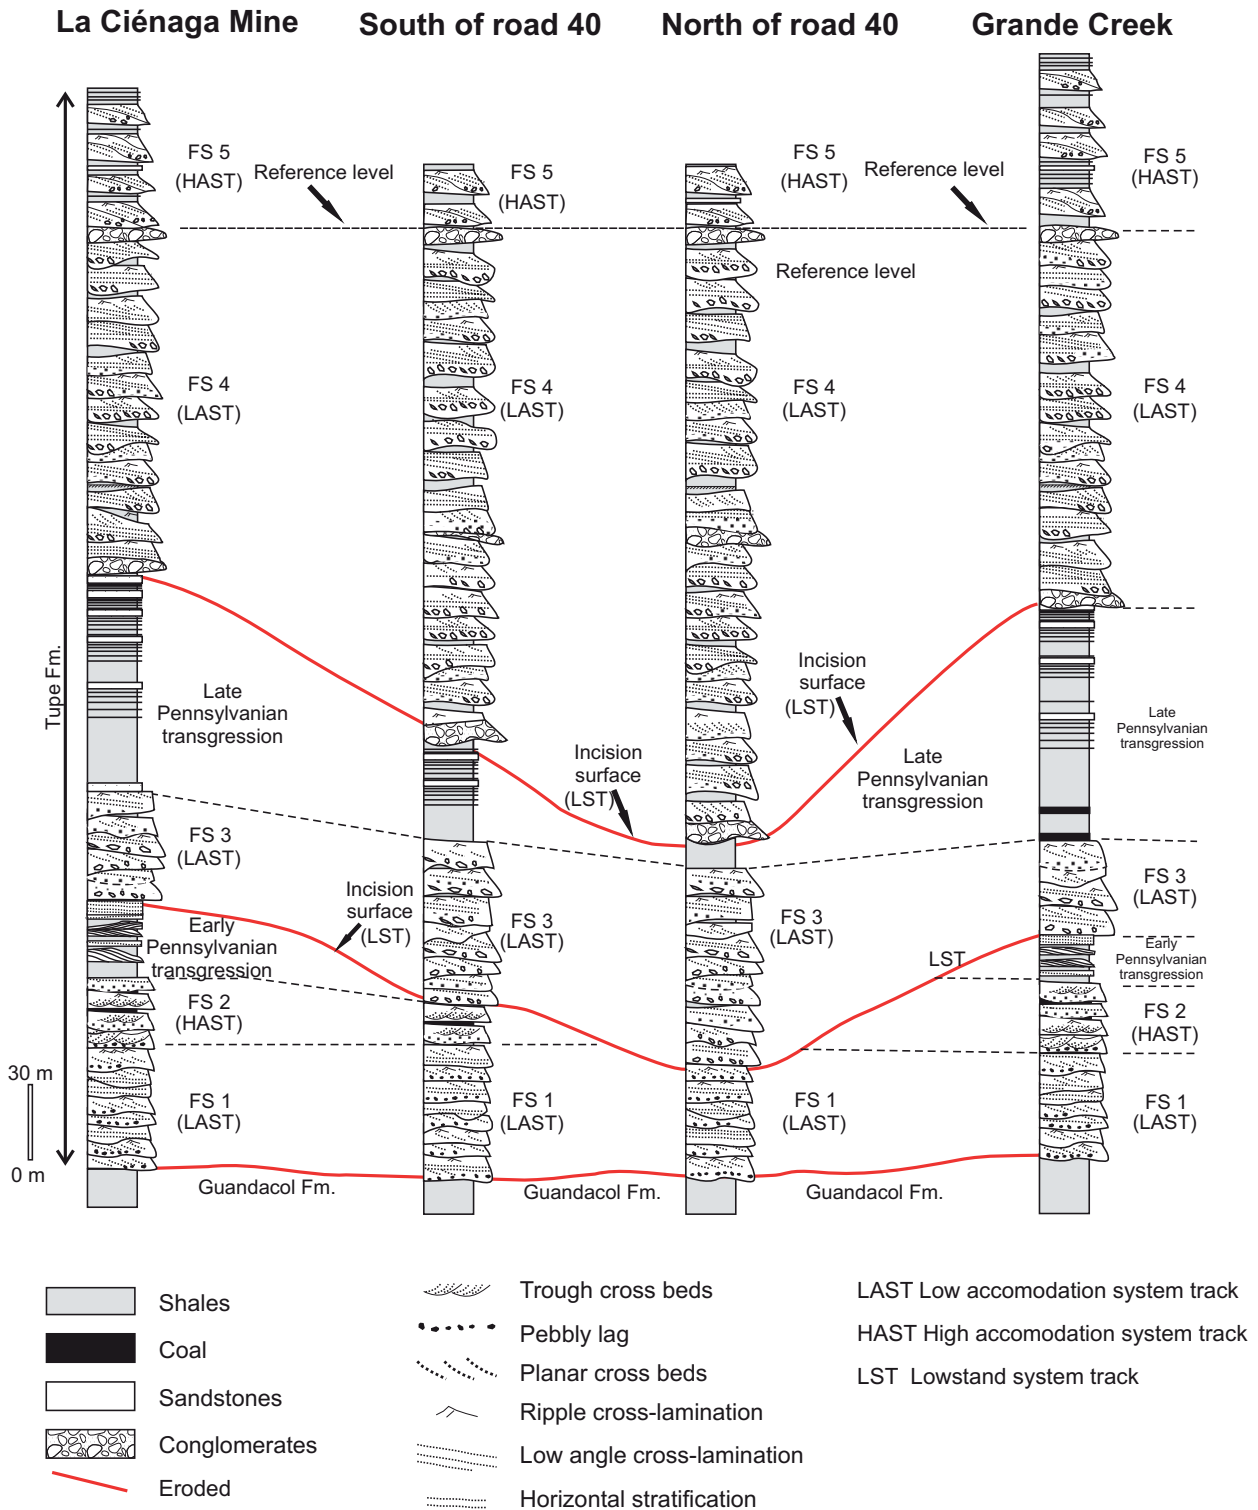 La Ciénaga Mine
South of road 40
North of road 40
Grande Creek
FS 5
(HAST)
Reference level
FS 5
(HAST)
FS 5
(HAST)
Reference level
FS 5
(HAST)
Reference level
FS 4
(LAST)
FS 4
(LAST)
FS 4
(LAST)
FS 4
(LAST)
Tupe Fm.
Late
Pennsylvanian
transgression
Incision
surface
(LST)
Incision
surface
(LST)
Late
Pennsylvanian
transgression
Late
Pennsylvanian
transgression
FS 3
(LAST)
Incision
surface
(LST)
FS 3
(LAST)
FS 3
(LAST)
FS 3
(LAST)
Early
Pennsylvanian
transgression
LST
Early
Pennsylvanian
transgression
FS 2
(HAST)
FS 2
(HAST)
30 m
0 m
FS 1
(LAST)
FS 1
(LAST)
FS 1
(LAST)
FS 1
(LAST)
Guandacol Fm.
Guandacol Fm.
Guandacol Fm.
Shales
Coal
Sandstones
Conglomerates
Eroded
Trough cross beds
Pebbly lag
Planar cross beds
Ripple cross-lamination
Low angle cross-lamination
Horizontal stratification
LAST Low accomodation system track
HAST High accomodation system track
LST Lowstand system track